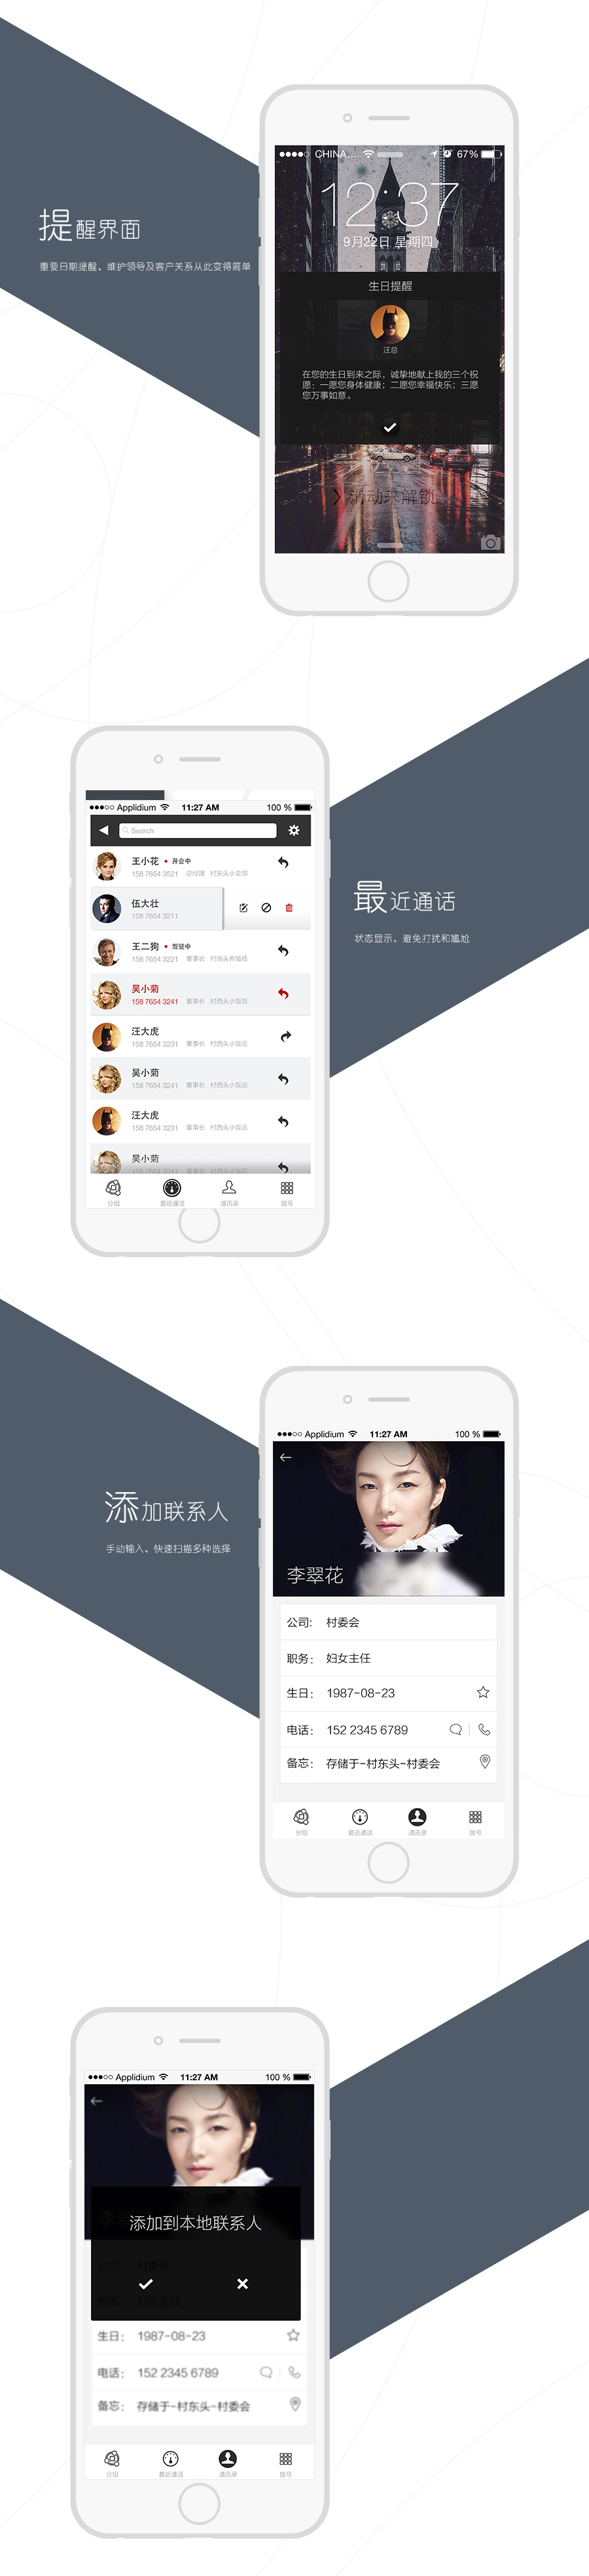 提醒界面
重要日期提醒、维护领导及客户关系从此变得简单
CHINA... 67%
12:37
9月22日 星期四
生日提醒
汪总
在您的生日到来之际，诚挚地献上我的三个祝
愿：一愿您身体健康；二愿您幸福快乐；三愿
您万事如意。
滑动来解锁
最近通话
状态显示、避免打扰和尴尬
Applidium 11:27 AM 100 %
Search
王小花 开会中
158 7654 3521 总经理 村东头小卖部
伍大壮
158 7654 3211
王二狗 驾驶中
158 7654 3221 董事长 村南头养殖场
吴小菊
158 7654 3241 董事长 村西头小饭店
汪大虎
158 7654 3231 董事长 村西头小饭店
吴小菊
158 7654 3241 董事长 村西头小饭店
汪大虎
158 7654 3231 董事长 村西头小饭店
吴小菊
158 7654 3241 董事长 村西头小饭店
分组 最近通话 通讯录 拨号
添加联系人
手动输入、快速扫描多种选择
Applidium 11:27 AM 100 %
李翠花
公司： 村委会
职务： 妇女主任
生日： 1987-08-23
电话： 152 2345 6789
备忘： 存储于-村东头-村委会
分组 最近通话 通讯录 拨号
Applidium 11:27 AM 100 %
添加到本地联系人
公司： 村委会
职务： 妇女主任
生日： 1987-08-23
电话： 152 2345 6789
备忘： 存储于-村东头-村委会
分组 最近通话 通讯录 拨号